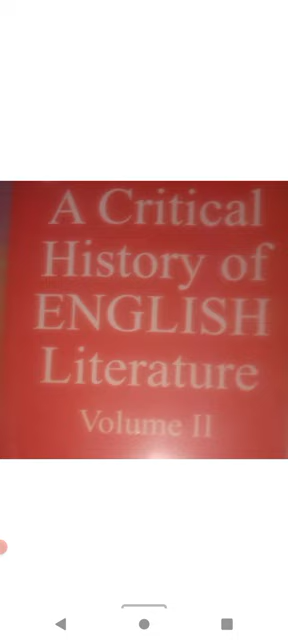 A Critical
History of
ENGLISH
Literature
Volume II